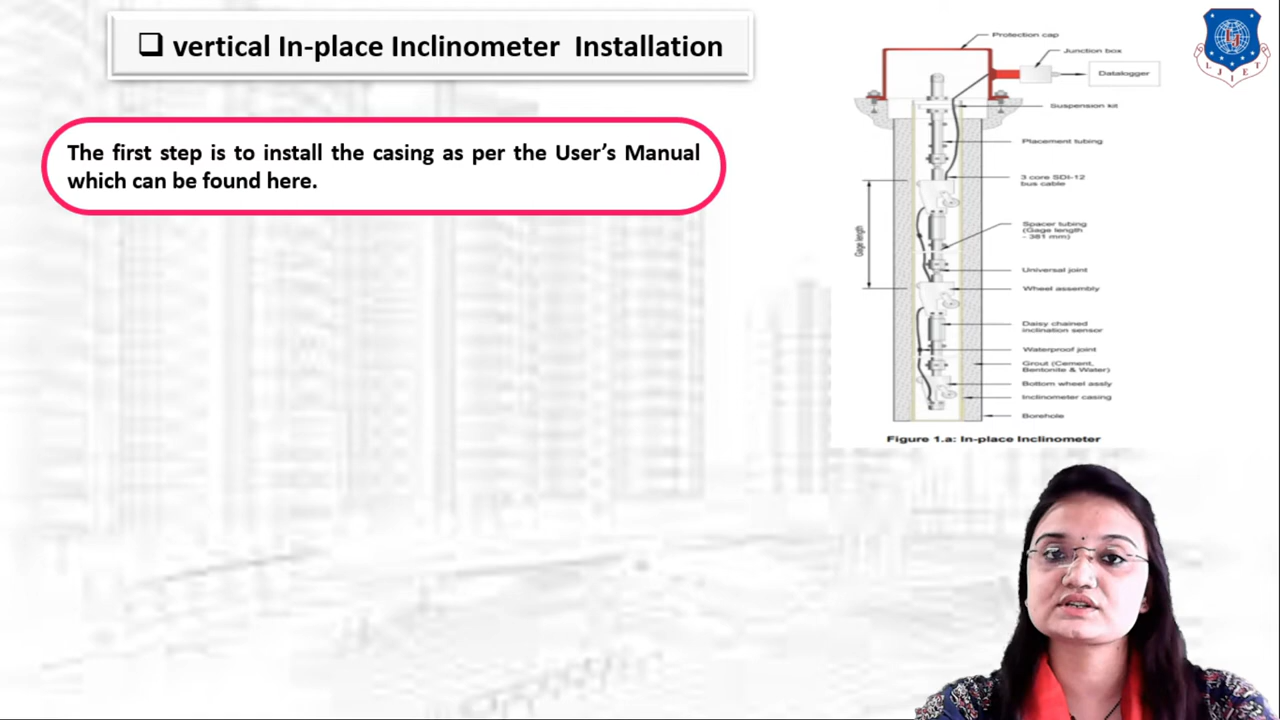 vertical In-place Inclinometer Installation
The first step is to install the casing as per the User's Manual
which can be found here.
Protection cap
Junction box
Datalogger
Suspension kit
Placement tubing
3 core SDI-12
bus cable
Spacer tubing
(Gage length
- 381 mm)
Gage length
Universal joint
Wheel assembly
Daisy chained
inclination sensor
Waterproof joint
Grout (Cement,
Bentonite & Water)
Bottom wheel assly
Inclinometer casing
Borehole
Figure 1.a: In-place Inclinometer
LJIET